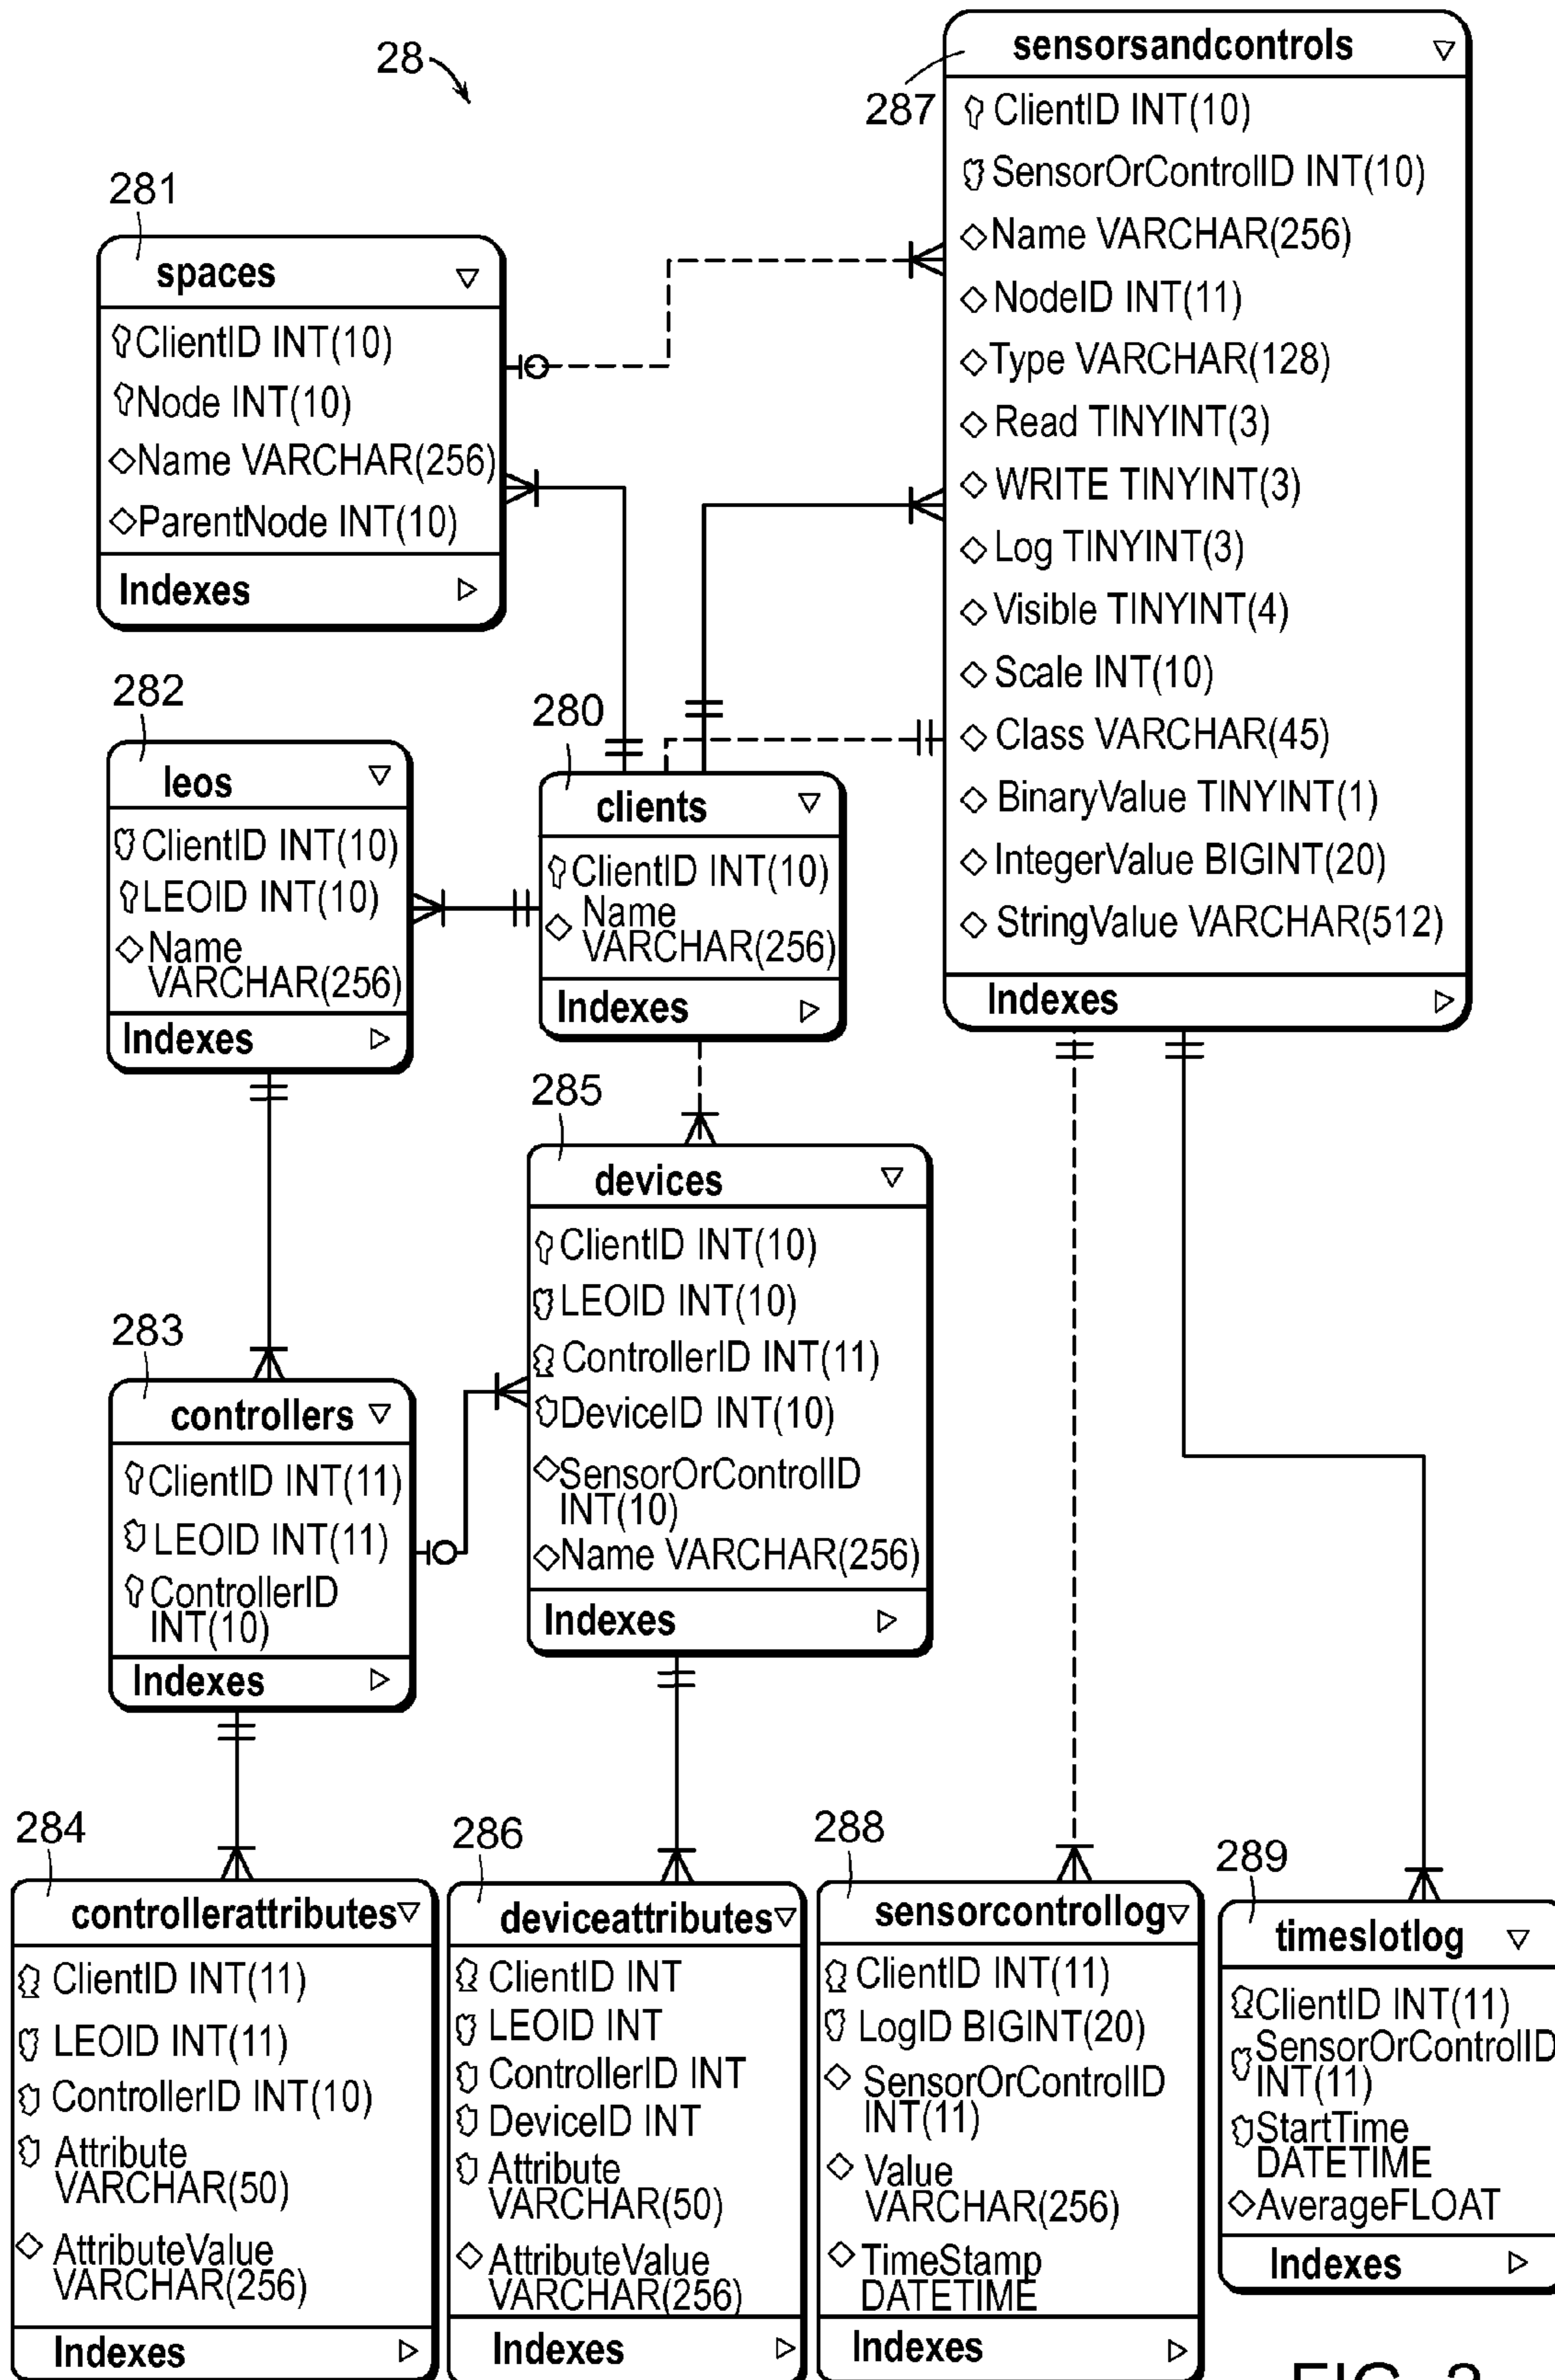 28
287
sensorsandcontrols
ClientID INT(10)
SensorOrControlID INT(10)
Name VARCHAR(256)
NodeID INT(11)
Type VARCHAR(128)
Read TINYINT(3)
WRITE TINYINT(3)
Log TINYINT(3)
Visible TINYINT(4)
Scale INT(10)
Class VARCHAR(45)
BinaryValue TINYINT(1)
IntegerValue BIGINT(20)
StringValue VARCHAR(512)
Indexes
281
spaces
ClientID INT(10)
Node INT(10)
Name VARCHAR(256)
ParentNode INT(10)
Indexes
282
leos
ClientID INT(10)
LEOID INT(10)
Name
VARCHAR(256)
Indexes
280
clients
ClientID INT(10)
Name
VARCHAR(256)
Indexes
285
devices
ClientID INT(10)
LEOID INT(10)
ControllerID INT(11)
DeviceID INT(10)
SensorOrControlID
INT(10)
Name VARCHAR(256)
Indexes
283
controllers
ClientID INT(11)
LEOID INT(11)
ControllerID
INT(10)
Indexes
284
controllerattributes
ClientID INT(11)
LEOID INT(11)
ControllerID INT(10)
Attribute
VARCHAR(50)
AttributeValue
VARCHAR(256)
Indexes
286
deviceattributes
ClientID INT
LEOID INT
ControllerID INT
DeviceID INT
Attribute
VARCHAR(50)
AttributeValue
VARCHAR(256)
Indexes
288
sensorcontrollog
ClientID INT(11)
LogID BIGINT(20)
SensorOrControlID
INT(11)
Value
VARCHAR(256)
TimeStamp
DATETIME
Indexes
289
timeslotlog
ClientID INT(11)
SensorOrControlID
INT(11)
StartTime
DATETIME
AverageFLOAT
Indexes
FIG.